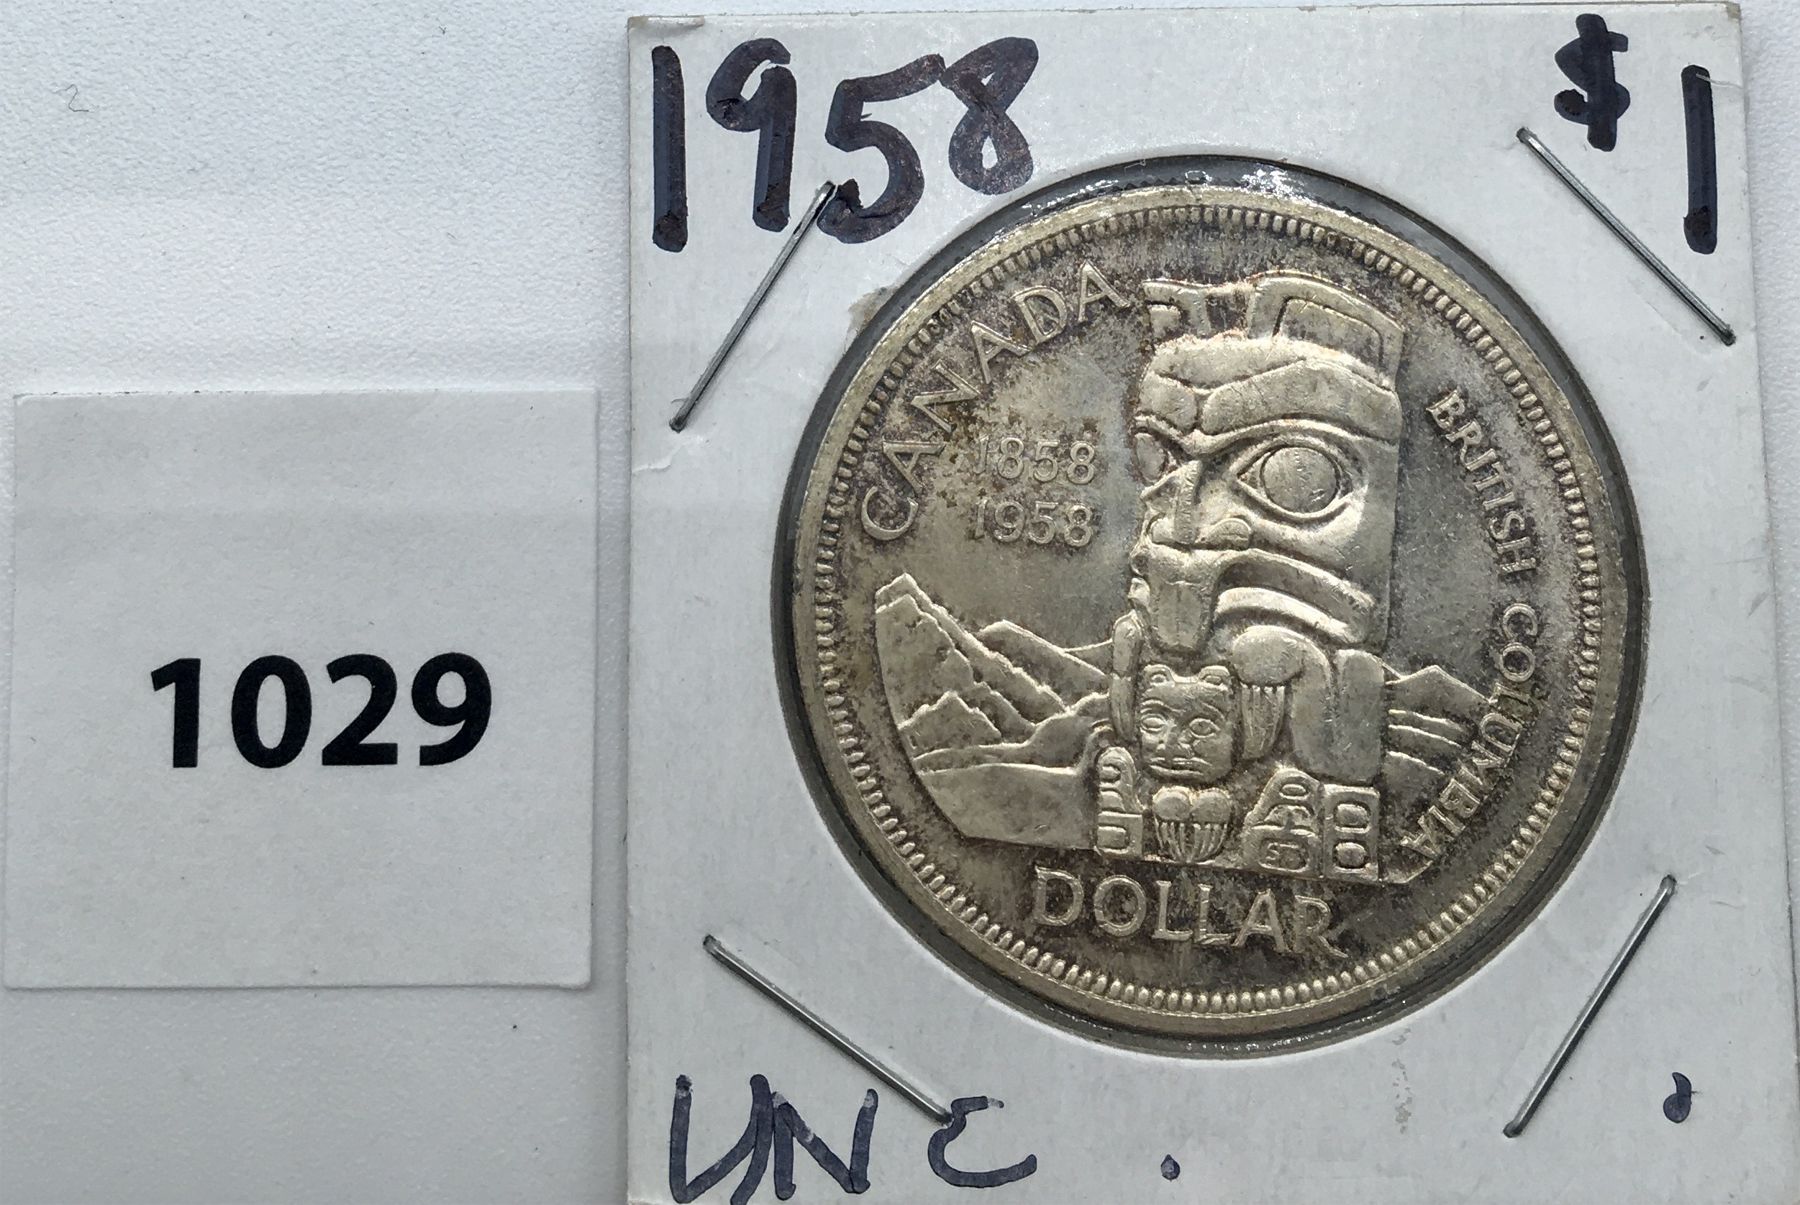 1958 $1
CANADA
1858
1958
BRITISH COLUMBIA
DOLLAR
1029
UNC.